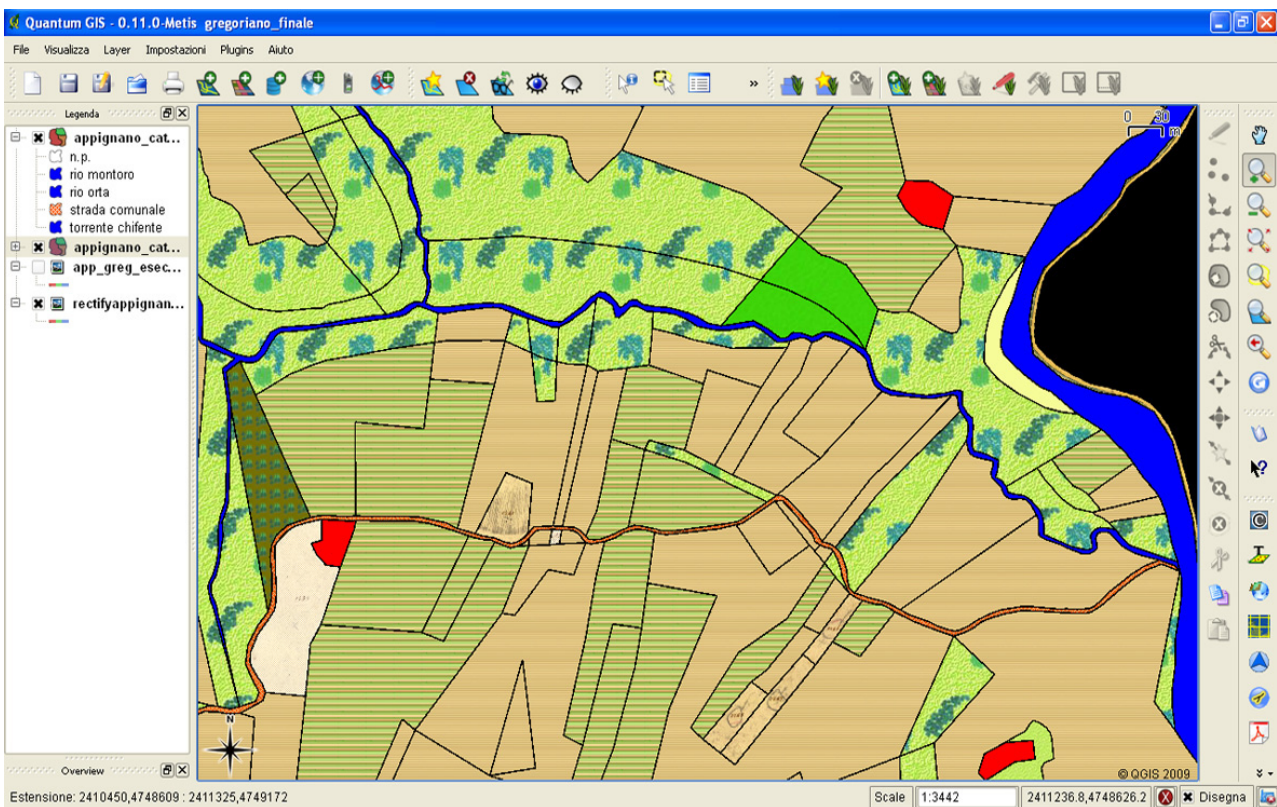 Quantum GIS - 0.11.0-Metis gregoriano_finale
File Visualizza Layer Impostazioni Plugins Aiuto
Legenda
appignano_cat...
n.p.
rio montoro
rio orta
strada comunale
torrente chifente
appignano_cat...
app_greg_esec...
rectifyappignan...
0 30 m
N
© QGIS 2009
Overview
Estensione: 2410450,4748609 : 2411325,4749172
Scale 1:3442 2411236.8,4748626.2 Disegna